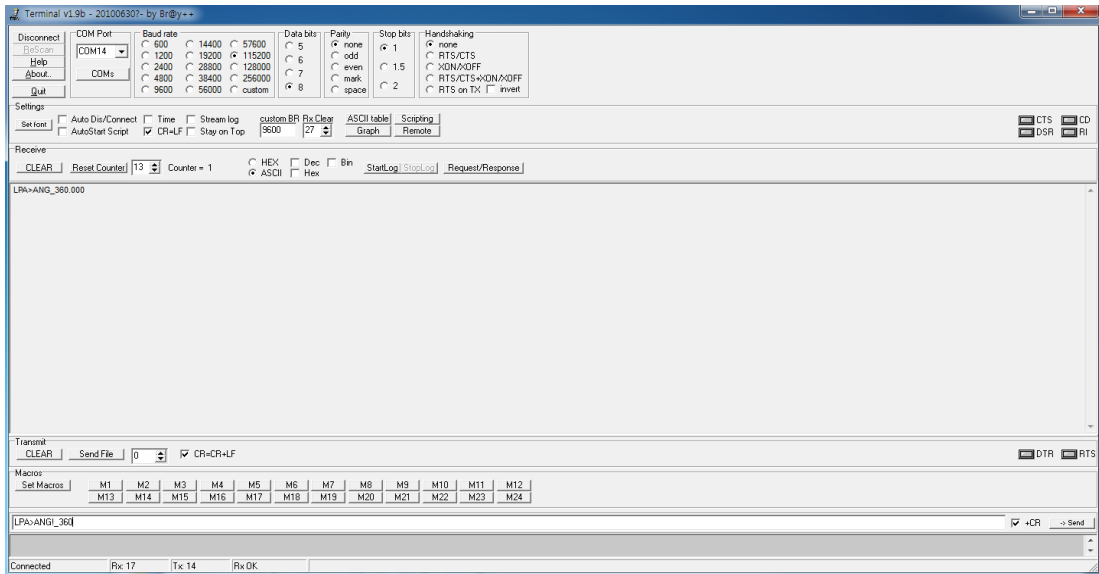 Terminal v1.9b - 20100630?- by Br@y++
Disconnect
ReScan
Help
About..
Quit
COM Port
COM14
COMs
Baud rate
600 14400 57600
1200 19200 115200
2400 28800 128000
4800 38400 256000
9600 56000 custom
Data bits
5
6
7
8
Parity
none
odd
even
mark
space
Stop bits
1
1.5
2
Handshaking
none
RTS/CTS
XON/XOFF
RTS/CTS+XON/XOFF
RTS on TX invert
Settings
Set font
Auto Dis/Connect Time Stream log
AutoStart Script CR=LF Stay on Top
custom BR Rx Clear
9600 27
ASCII table Scripting
Graph Remote
CTS CD
DSR RI
Receive
CLEAR Reset Counter 13 Counter = 1
HEX Dec Bin
ASCII Hex
StartLog StopLog Request/Response
LPA>ANG_360.000
Transmit
CLEAR Send File 0 CR=CR+LF
DTR RTS
Macros
Set Macros M1 M2 M3 M4 M5 M6 M7 M8 M9 M10 M11 M12
M13 M14 M15 M16 M17 M18 M19 M20 M21 M22 M23 M24
LPA>ANG!_360
+CR -> Send
Connected Rx: 17 Tx: 14 Rx OK